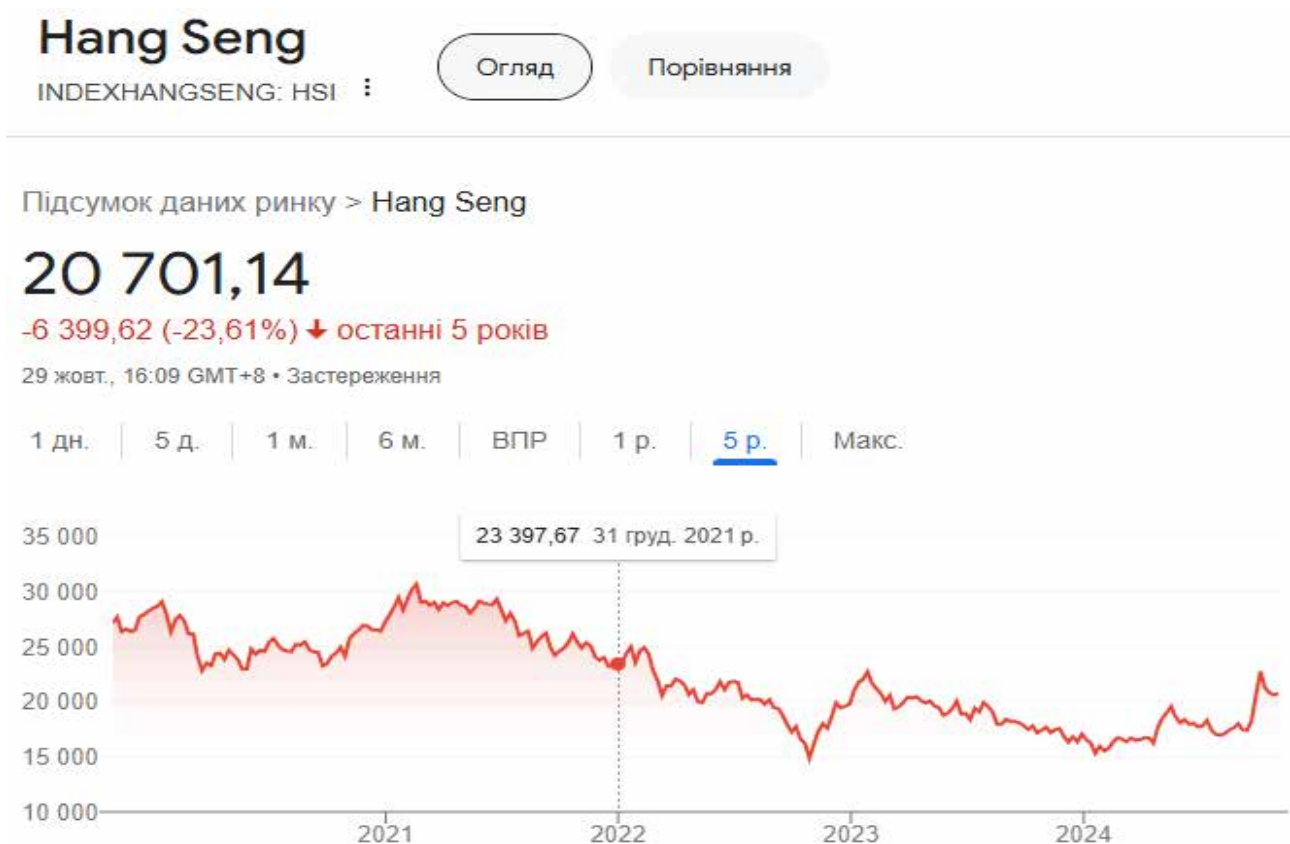 Hang Seng
Огляд
Порівняння
INDEXHANGSENG: HSI
Підсумок даних ринку > Hang Seng
20 701,14
-6 399,62 (-23,61%) ↓ останні 5 років
29 жовт., 16:09 GMT+8 • Застереження
1 дн. 5 д. 1 м. 6 м. ВПР 1 р. 5 р. Макс.
35 000
23 397,67 31 груд. 2021 р.
30 000
25 000
20 000
15 000
10 000
2021 2022 2023 2024